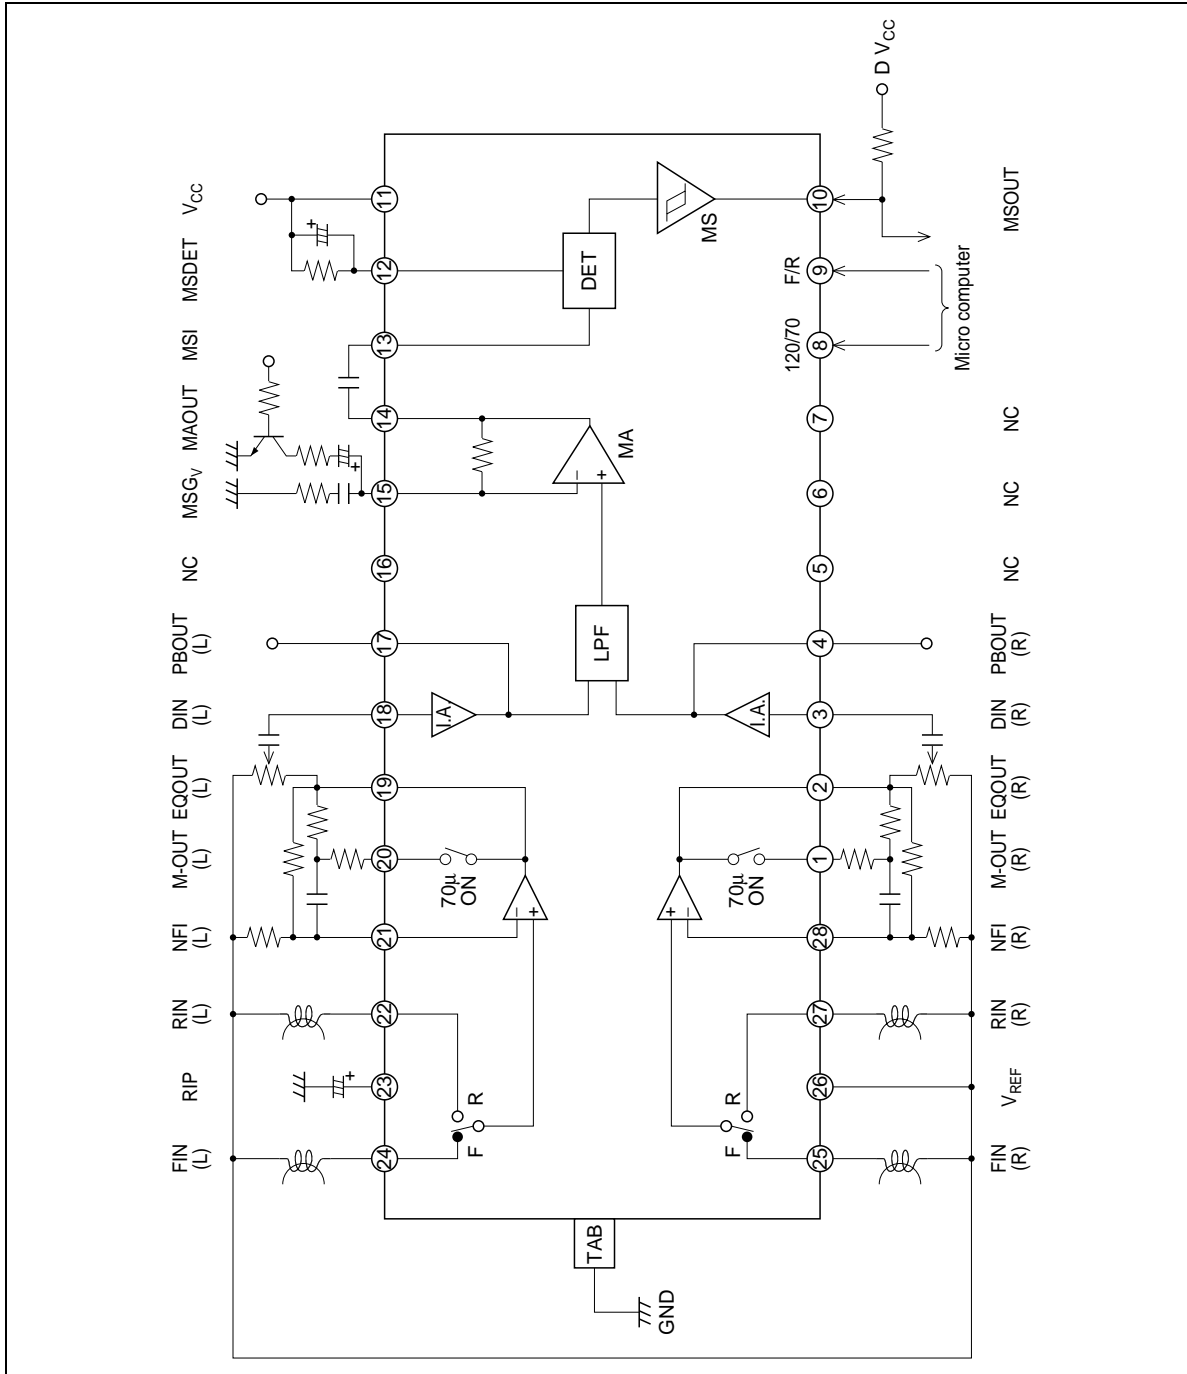 FIN
(L)
RIP
RIN
(L)
NFI
(L)
M-OUT
(L)
EQOUT
(L)
DIN
(L)
PBOUT
(L)
NC
MSGV
MAOUT
MSI
MSDET
VCC
+
+
+
24
23
22
21
20
19
18
17
16
15
14
13
12
11
F
R
70μ
ON
− +
I.A.
− +
MA
TAB
GND
LPF
DET
MS
F
R
+ −
70μ
ON
I.A.
120/70
F/R
25
26
27
28
1
2
3
4
5
6
7
8
9
10
D VCC
Micro computer
FIN
(R)
VREF
RIN
(R)
NFI
(R)
M-OUT
(R)
EQOUT
(R)
DIN
(R)
PBOUT
(R)
NC
NC
NC
MSOUT